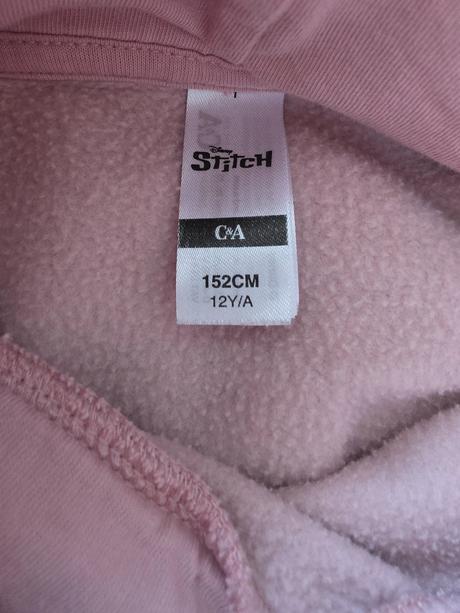 Disney
STITCH
C&A
152CM
12Y/A